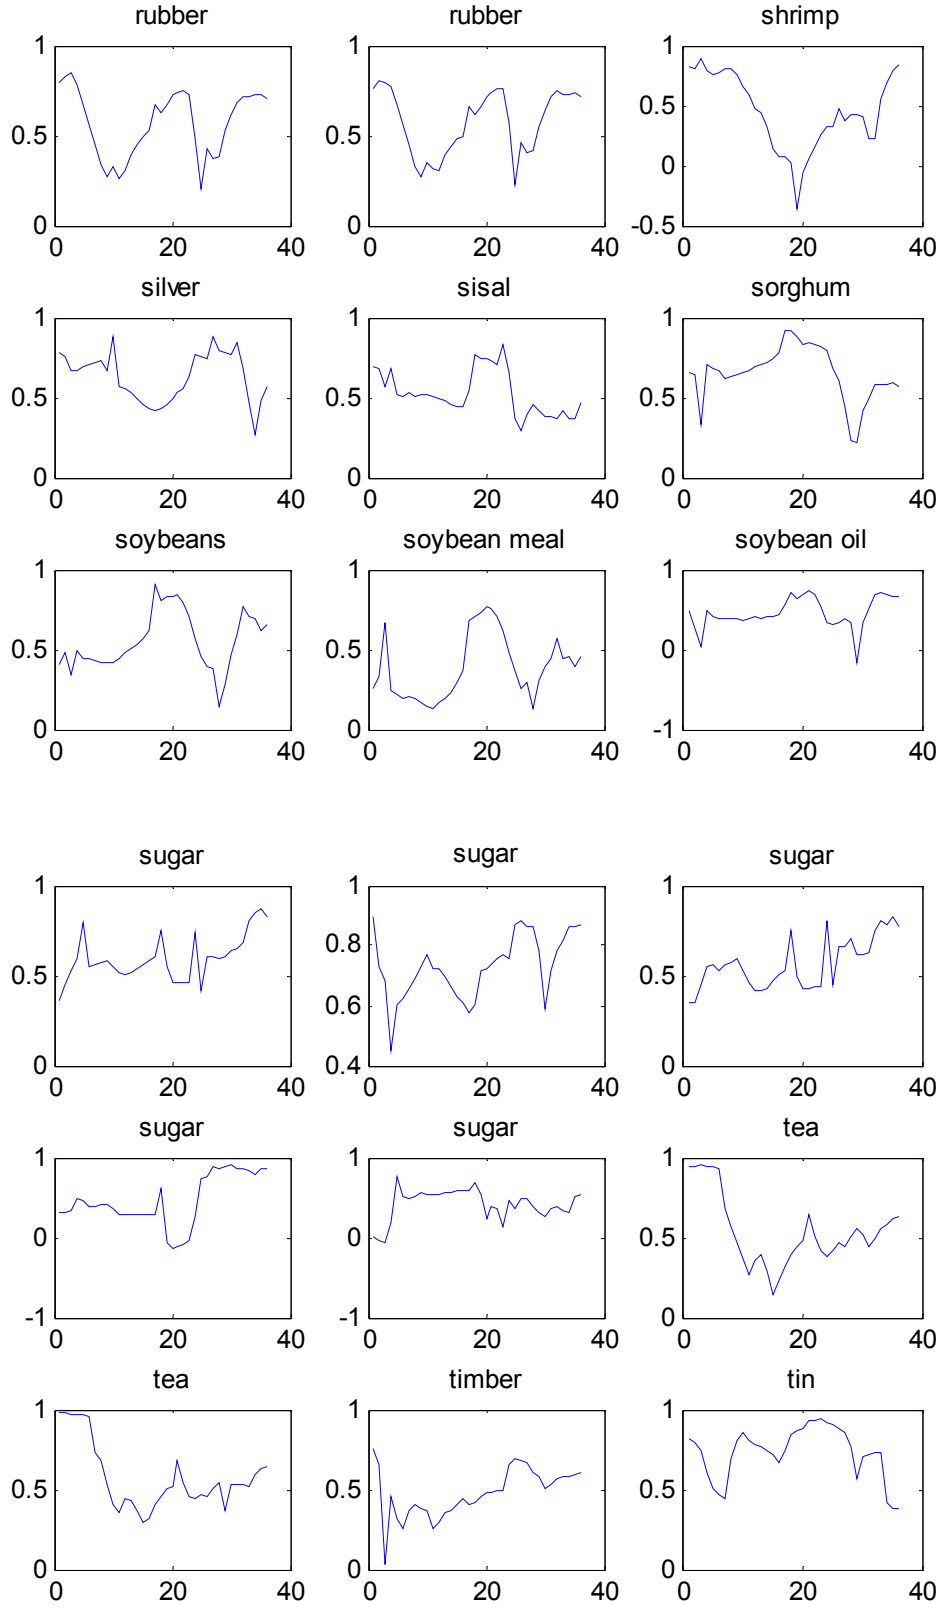 rubber rubber shrimp
1 1 1
0.5 0.5 0.5
0
0 0 -0.5
0 20 40 0 20 40 0 20 40
silver sisal sorghum
1 1 1
0.5 0.5 0.5
0 0 0
0 20 40 0 20 40 0 20 40
soybeans soybean meal soybean oil
1 1 1
0.5 0.5 0
0 0 -1
0 20 40 0 20 40 0 20 40
sugar sugar sugar
1 1 1
0.8
0.5 0.5
0.6
0 0.4 0
0 20 40 0 20 40 0 20 40
sugar sugar tea
1 1 1
0 0 0.5
-1 -1 0
0 20 40 0 20 40 0 20 40
tea timber tin
1 1 1
0.5 0.5 0.5
0 0 0
0 20 40 0 20 40 0 20 40